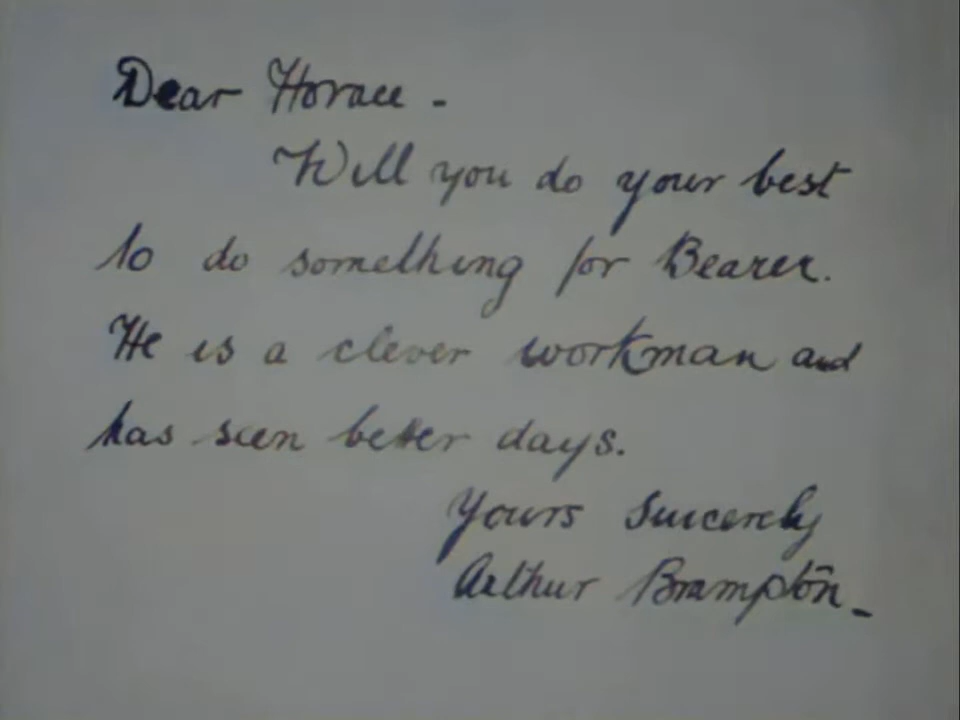 Dear Horace -
Will you do your best
to do something for Bearer.
He is a clever workman and
has seen better days.
Yours Sincerely
Arthur Brampton -